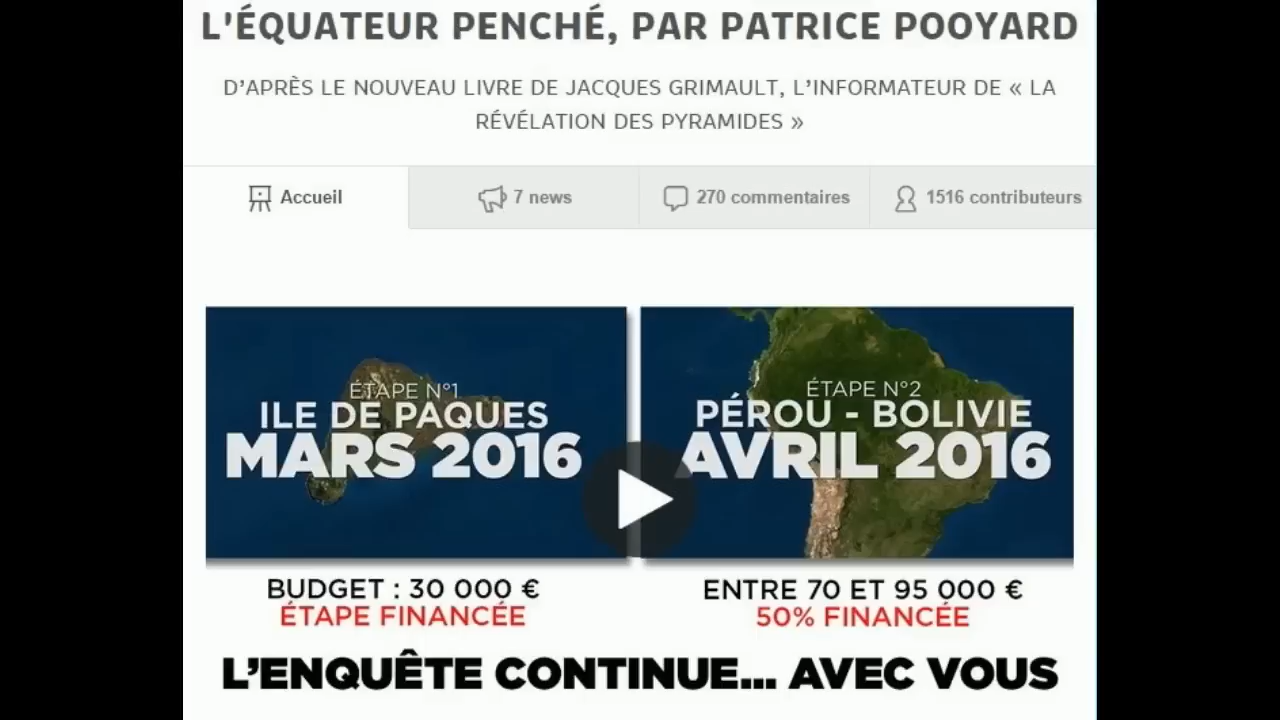 L'ÉQUATEUR PENCHÉ, PAR PATRICE POOYARD
D'APRÈS LE NOUVEAU LIVRE DE JACQUES GRIMAULT, L'INFORMATEUR DE « LA
RÉVÉLATION DES PYRAMIDES »
Accueil
7 news
270 commentaires
1516 contributeurs
ÉTAPE N°1
ILE DE PAQUES
MARS 2016
ÉTAPE N°2
PÉROU - BOLIVIE
AVRIL 2016
BUDGET : 30 000 €
ÉTAPE FINANCÉE
ENTRE 70 ET 95 000 €
50% FINANCÉE
L'ENQUÊTE CONTINUE... AVEC VOUS